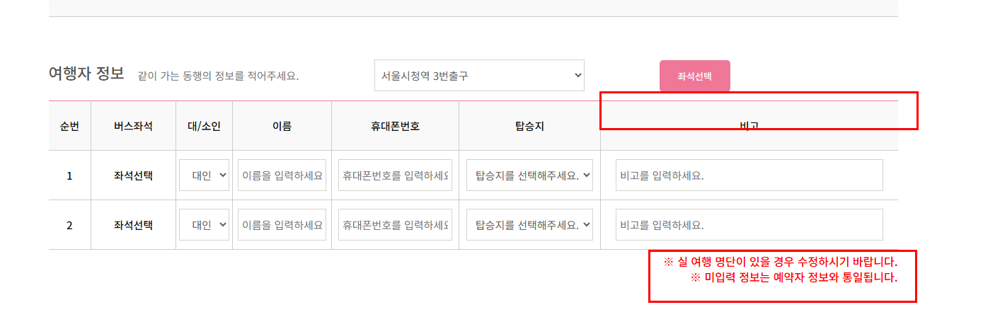 여행자 정보 같이 가는 동행의 정보를 적어주세요. 서울시청역 3번출구 좌석선택
순번 버스좌석 대/소인 이름 휴대폰번호 탑승지 비고
1 좌석선택 대인 이름을 입력하세요 휴대폰번호를 입력하세요 탑승지를 선택해주세요. 비고를 입력하세요.
2 좌석선택 대인 이름을 입력하세요 휴대폰번호를 입력하세요 탑승지를 선택해주세요. 비고를 입력하세요.
※ 실 여행 명단이 있을 경우 수정하시기 바랍니다.
※ 미입력 정보는 예약자 정보와 통일됩니다.